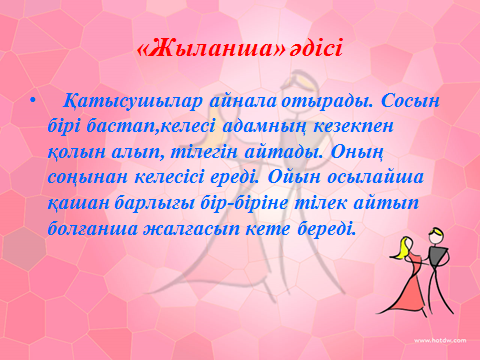 «Жыланша» әдісі
• Қатысушылар айнала отырады. Сосын
бірі бастап,келесі адамның кезекпен
қолын алып, тілегін айтады. Оның
соңынан келесісі ереді. Ойын осылайша
қашан барлығы бір-біріне тілек айтып
болғанша жалғасып кете береді.
www.hotdw.com